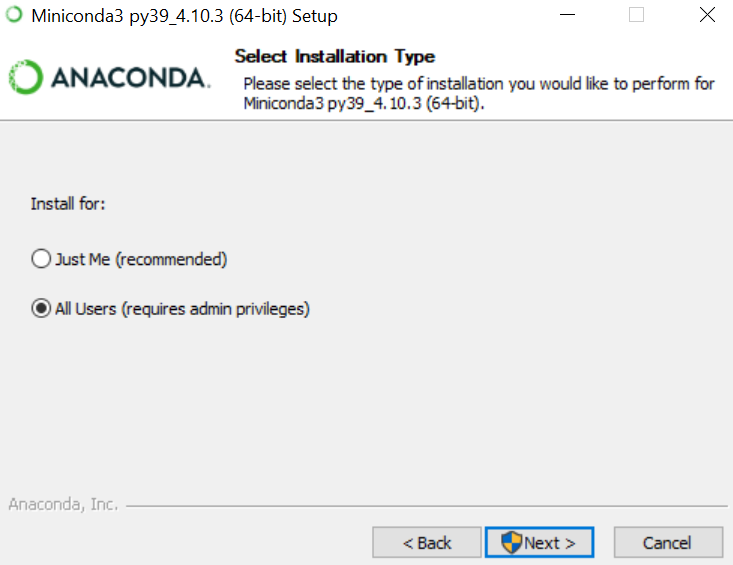 Miniconda3 py39_4.10.3 (64-bit) Setup
ANACONDA.
Select Installation Type
Please select the type of installation you would like to perform for
Miniconda3 py39_4.10.3 (64-bit).
Install for:
Just Me (recommended)
All Users (requires admin privileges)
Anaconda, Inc.
< Back
Next >
Cancel